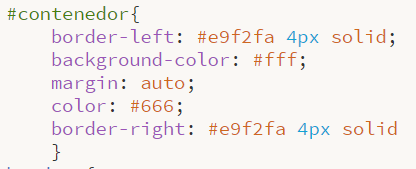 #contenedor{
border-left: #e9f2fa 4px solid;
background-color: #fff;
margin: auto;
color: #666;
border-right: #e9f2fa 4px solid
}